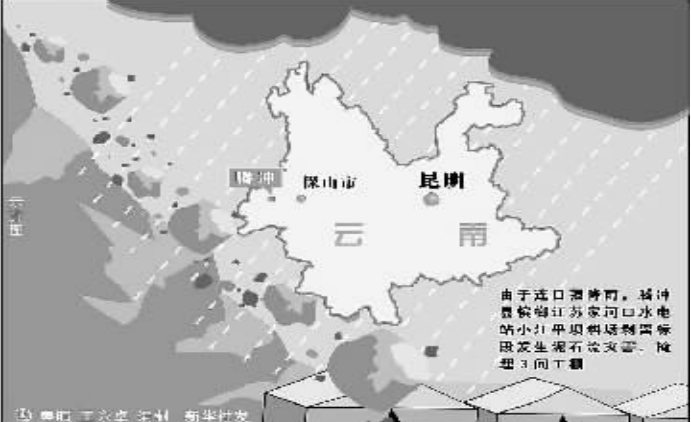 腾冲
保山市
昆明
云 南
由于连日强降雨,腾冲
县槟榔江苏家河口水电
站小江平坝料场剥离标
段发生泥石流灾害,掩
埋3间工棚
新华社发